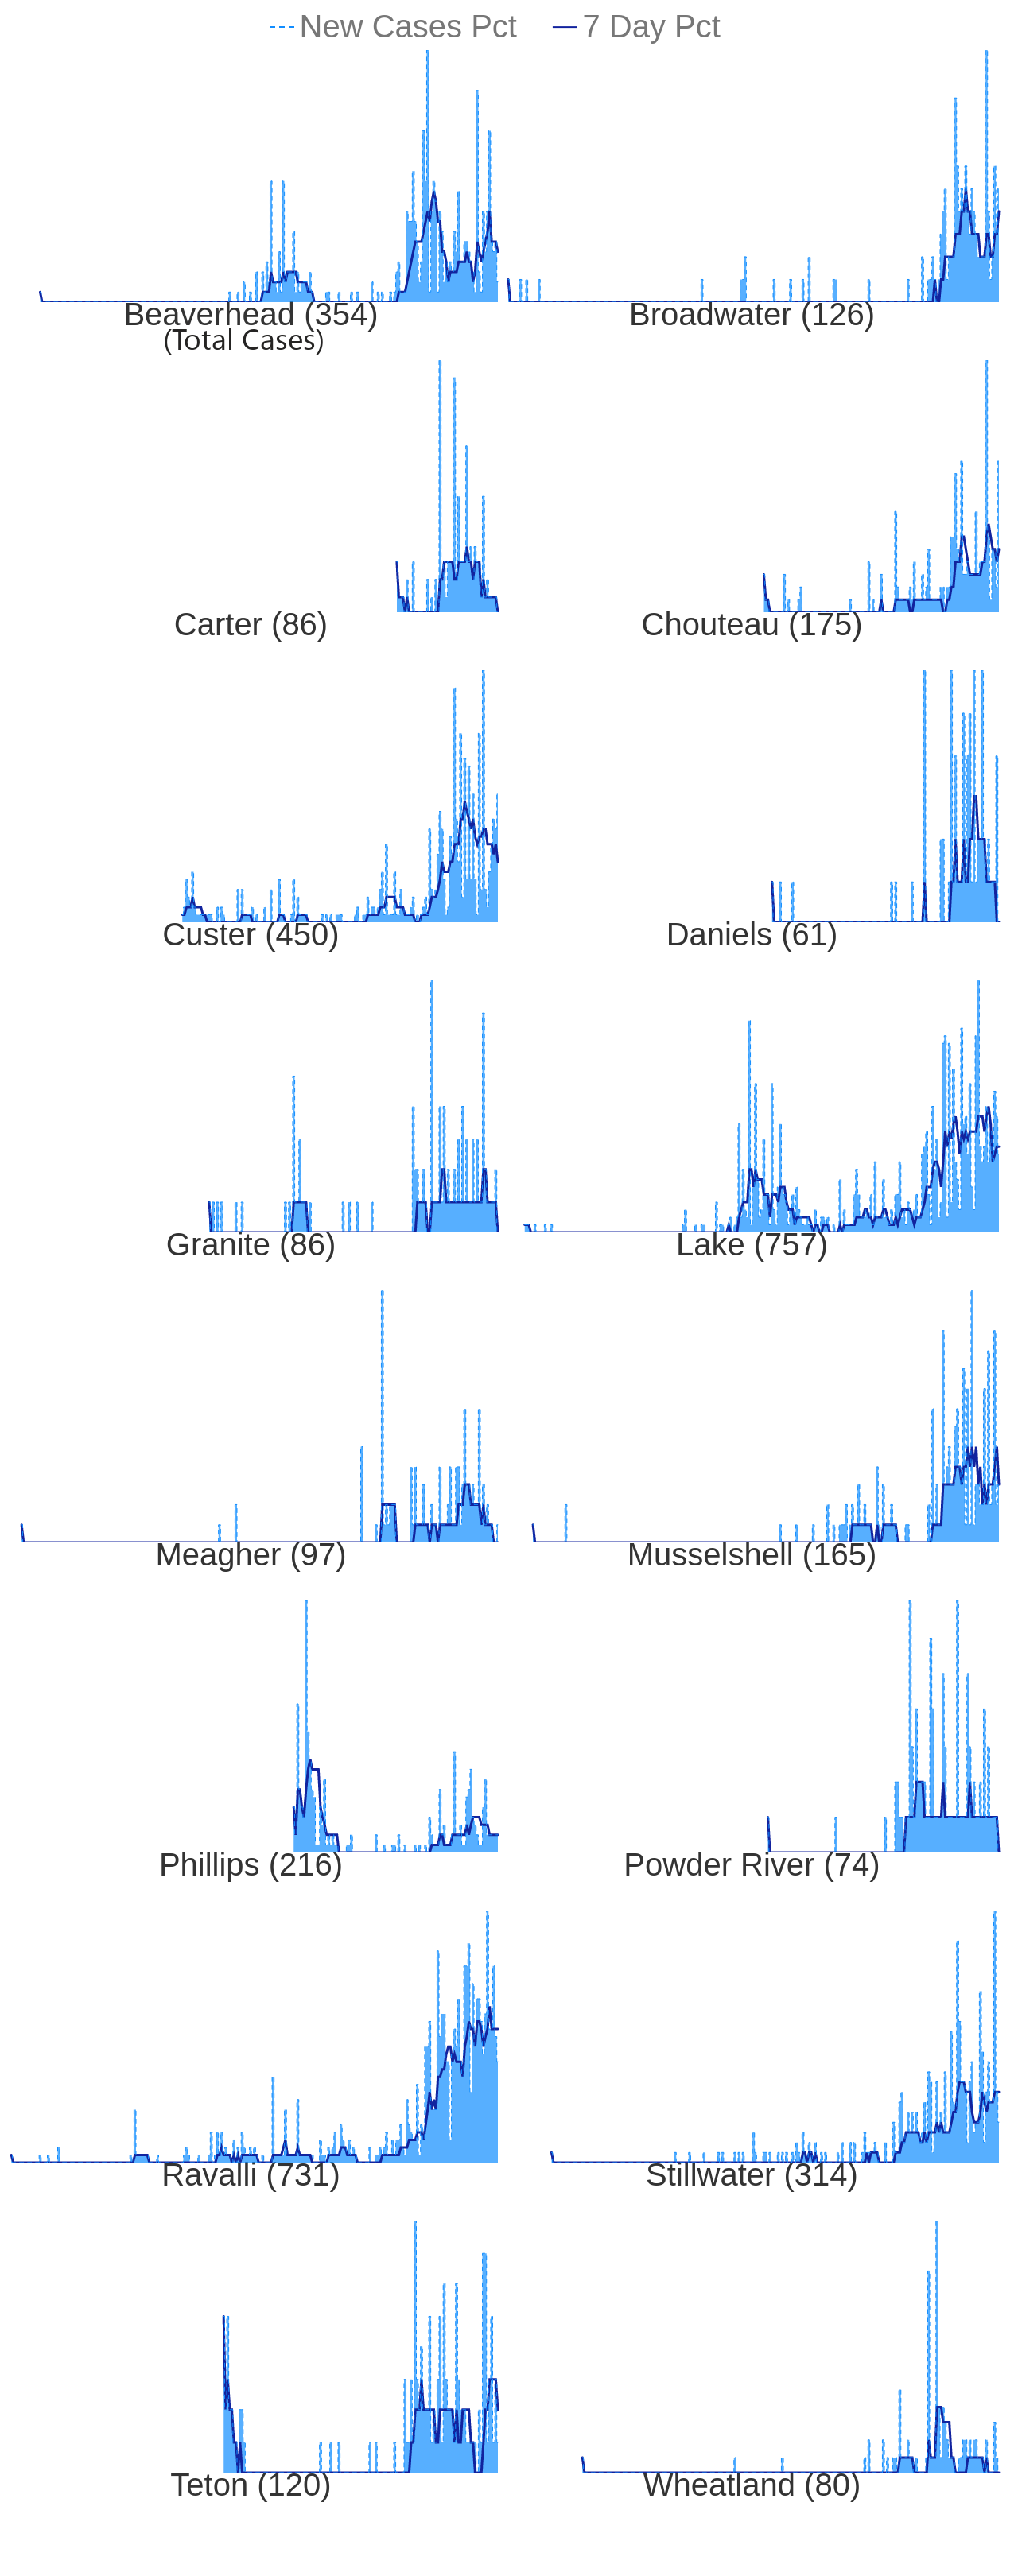 New Cases Pct 7 Day Pct
Beaverhead (354) Broadwater (126)
(Total Cases)
Carter (86) Chouteau (175)
Custer (450) Daniels (61)
Granite (86) Lake (757)
Meagher (97) Musselshell (165)
Phillips (216) Powder River (74)
Ravalli (731) Stillwater (314)
Teton (120) Wheatland (80)